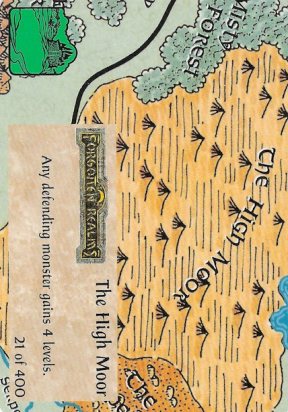 Misty
Forest
The High Moor
FORGOTTEN REALMS
The High Moor
Any defending monster gains 4 levels.
21 of 400
The